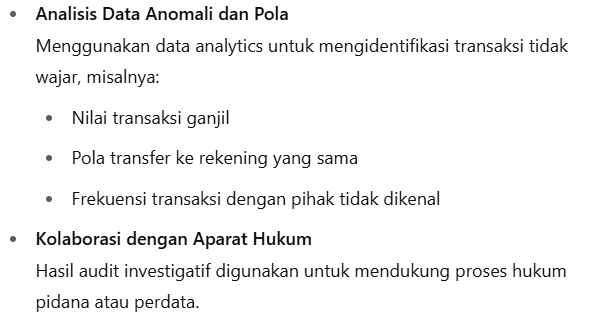 • Analisis Data Anomali dan Pola
Menggunakan data analytics untuk mengidentifikasi transaksi tidak
wajar, misalnya:
• Nilai transaksi ganjil
• Pola transfer ke rekening yang sama
• Frekuensi transaksi dengan pihak tidak dikenal
• Kolaborasi dengan Aparat Hukum
Hasil audit investigatif digunakan untuk mendukung proses hukum
pidana atau perdata.